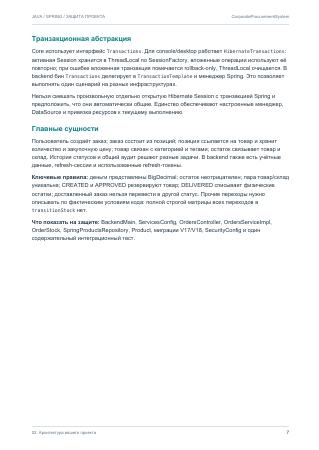 JAVA / SPRING / ЗАЩИТА ПРОЕКТА
CorporateProcurementSystem
Транзакционная абстракция
Core использует интерфейс Transactions. Для console/desktop работает HibernateTransactions:
активная Session хранится в ThreadLocal по SessionFactory, вложенные операции используют её
повторно; при ошибке вложенная транзакция помечается rollback-only, ThreadLocal очищается. В
backend бин Transactions делегирует в TransactionTemplate и менеджер Spring. Это позволяет
выполнять один сценарий на разных инфраструктурах.
Нельзя смешать произвольную отдельно открытую Hibernate Session с транзакцией Spring и
предположить, что они автоматически общие. Единство обеспечивают настроенные менеджер,
DataSource и привязка ресурсов к текущему выполнению.
Главные сущности
Пользователь создаёт заказ; заказ состоит из позиций; позиция ссылается на товар и хранит
количество и закупочную цену; товар связан с категорией и тегами; остаток связывает товар и
склад. История статусов и общий аудит решают разные задачи. В backend также есть учётные
данные, refresh-сессии и использованные refresh-токены.
Ключевые правила: деньги представлены BigDecimal; остаток неотрицателен; пара товар/склад
уникальна; CREATED и APPROVED резервируют товар; DELIVERED списывает физические
остатки; доставленный заказ нельзя перевести в другой статус. Прочие переходы нужно
описывать по фактическим условиям кода: полной строгой матрицы всех переходов в
transitionStock нет.
Что показать на защите: BackendMain, ServicesConfig, OrdersController, OrdersServiceImpl,
OrderStock, SpringProductsRepository, Product, миграции V17/V18, SecurityConfig и один
содержательный интеграционный тест.
02. Архитектура вашего проекта
7